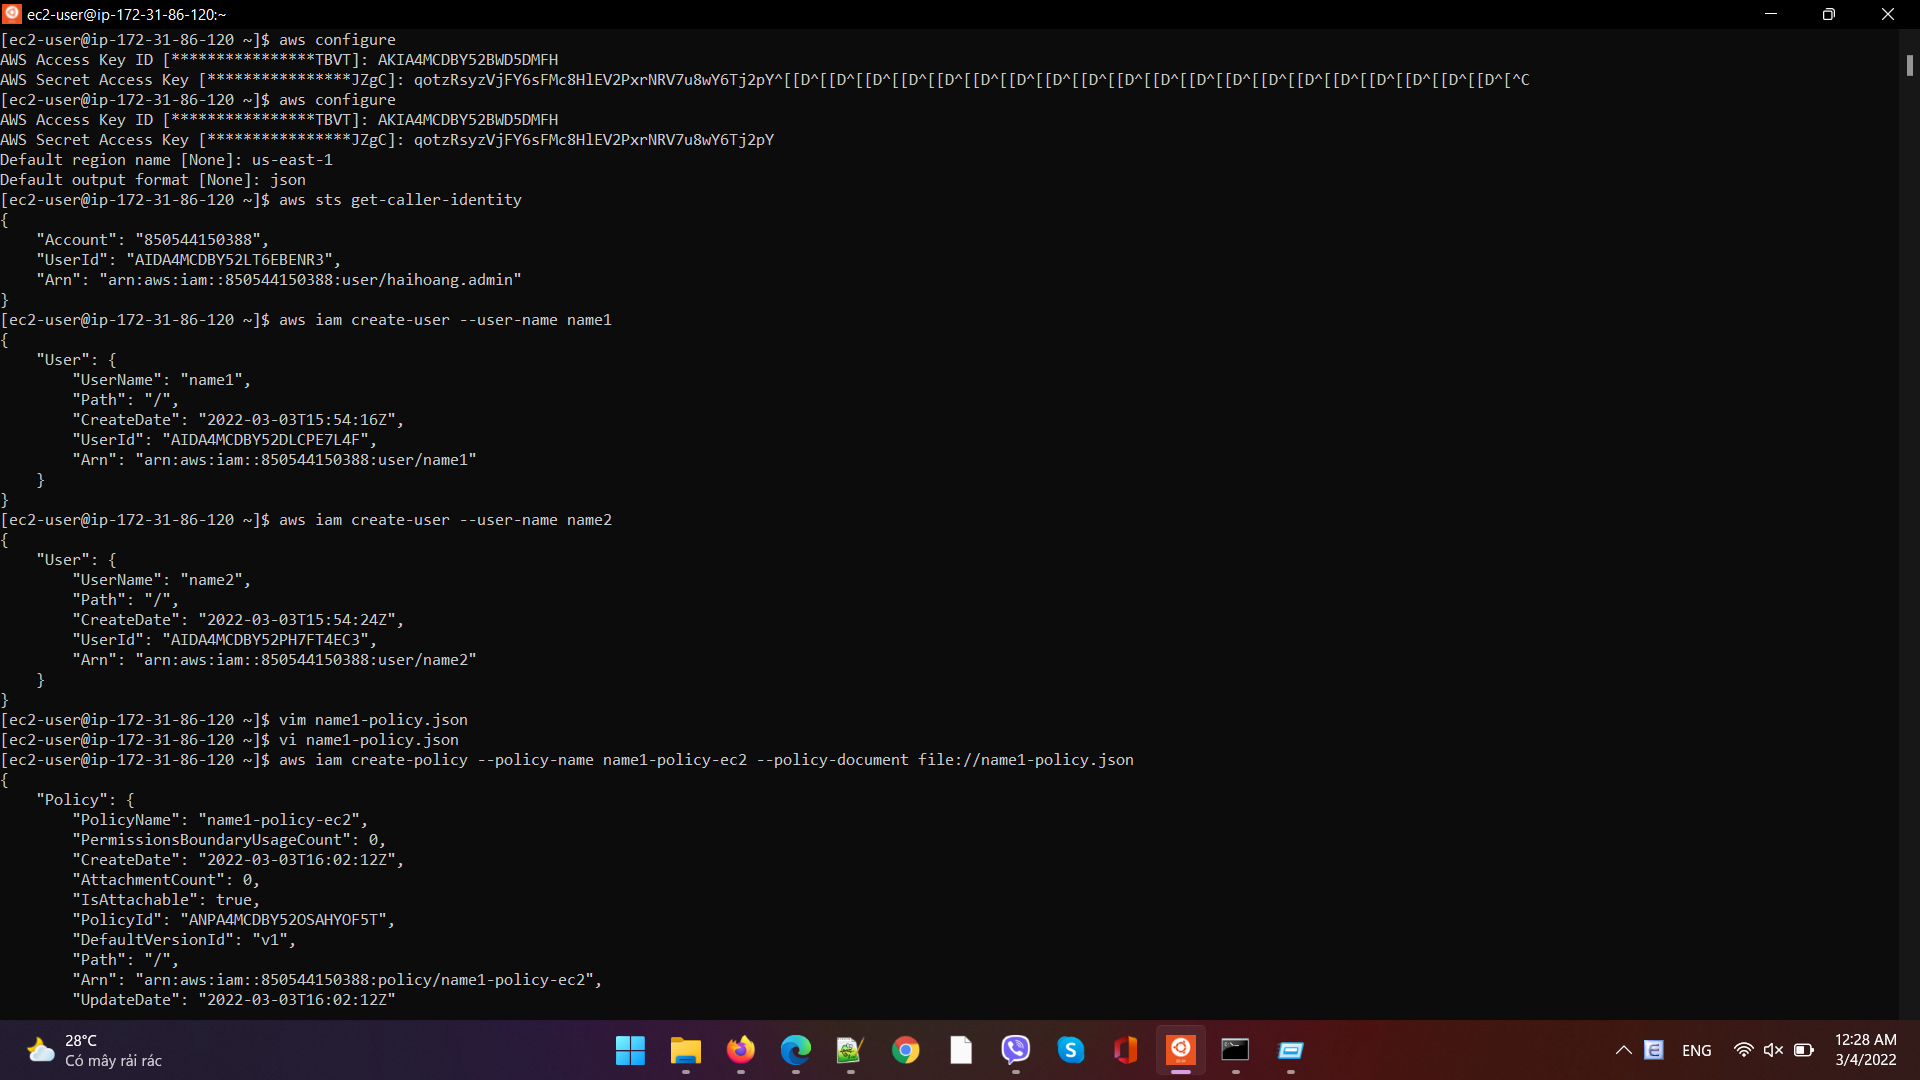 ec2-user@ip-172-31-86-120:~
[ec2-user@ip-172-31-86-120 ~]$ aws configure
AWS Access Key ID [****************TBVT]: AKIA4MCDBY52BWD5DMFH
AWS Secret Access Key [****************JZgC]: 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^[[D^[[D^[[D^[[D^[[D^[[D^[[D^[[D^[[D^[[D^[[D^[[D^[[D^[[D^[[D^[[D^[[D^[[D^[[D^[[D^[^C
[ec2-user@ip-172-31-86-120 ~]$ aws configure
AWS Access Key ID [****************TBVT]: AKIA4MCDBY52BWD5DMFH
AWS Secret Access Key [****************JZgC]: 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
Default region name [None]: us-east-1
Default output format [None]: json
[ec2-user@ip-172-31-86-120 ~]$ aws sts get-caller-identity
{
    "Account": "850544150388",
    "UserId": "AIDA4MCDBY52LT6EBENR3",
    "Arn": "arn:aws:iam::850544150388:user/haihoang.admin"
}
[ec2-user@ip-172-31-86-120 ~]$ aws iam create-user --user-name name1
{
    "User": {
        "UserName": "name1",
        "Path": "/",
        "CreateDate": "2022-03-03T15:54:16Z",
        "UserId": "AIDA4MCDBY52DLCPE7L4F",
        "Arn": "arn:aws:iam::850544150388:user/name1"
    }
}
[ec2-user@ip-172-31-86-120 ~]$ aws iam create-user --user-name name2
{
    "User": {
        "UserName": "name2",
        "Path": "/",
        "CreateDate": "2022-03-03T15:54:24Z",
        "UserId": "AIDA4MCDBY52PH7FT4EC3",
        "Arn": "arn:aws:iam::850544150388:user/name2"
    }
}
[ec2-user@ip-172-31-86-120 ~]$ vim name1-policy.json
[ec2-user@ip-172-31-86-120 ~]$ vi name1-policy.json
[ec2-user@ip-172-31-86-120 ~]$ aws iam create-policy --policy-name name1-policy-ec2 --policy-document file://name1-policy.json
{
    "Policy": {
        "PolicyName": "name1-policy-ec2",
        "PermissionsBoundaryUsageCount": 0,
        "CreateDate": "2022-03-03T16:02:12Z",
        "AttachmentCount": 0,
        "IsAttachable": true,
        "PolicyId": "ANPA4MCDBY52OSAHYOF5T",
        "DefaultVersionId": "v1",
        "Path": "/",
        "Arn": "arn:aws:iam::850544150388:policy/name1-policy-ec2",
        "UpdateDate": "2022-03-03T16:02:12Z"
28°C
Có mây rải rác
ENG
12:28 AM
3/4/2022